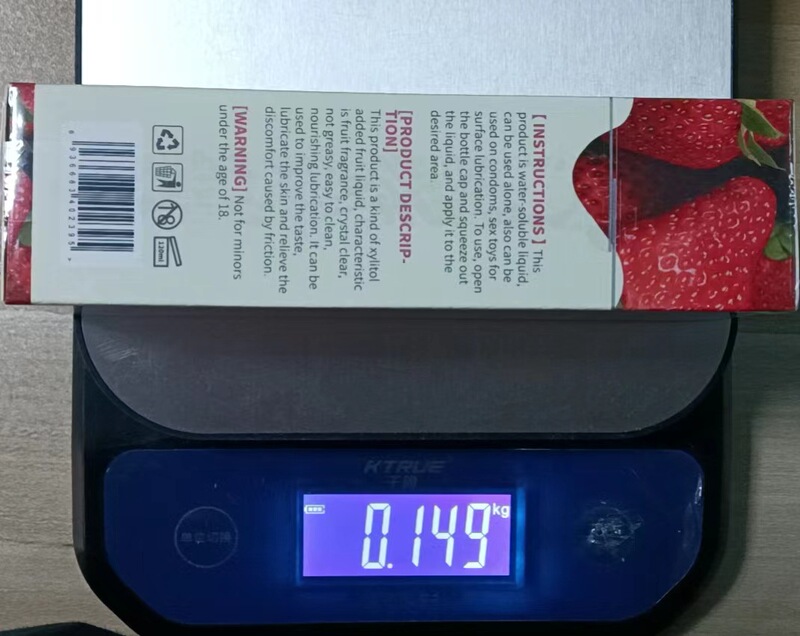 [ INSTRUCTIONS ] This
product is water-soluble liquid,
can be used alone, also can be
used on condoms, sex toys for
surface lubrication. To use, open
the bottle cap and squeeze out
the liquid, and apply it to the
desired area.
[PRODUCT DESCRIP-
TION]
This product is a kind of xylitol
added fruit liquid, characteristic
is fruit fragrance, crystal clear,
not greasy, easy to clean,
nourishing lubrication. It can be
used to improve the taste,
lubricate the skin and relieve the
discomfort caused by friction.
[WARNING] Not for minors
under the age of 18.
120ml
KTRUE
0.149 kg